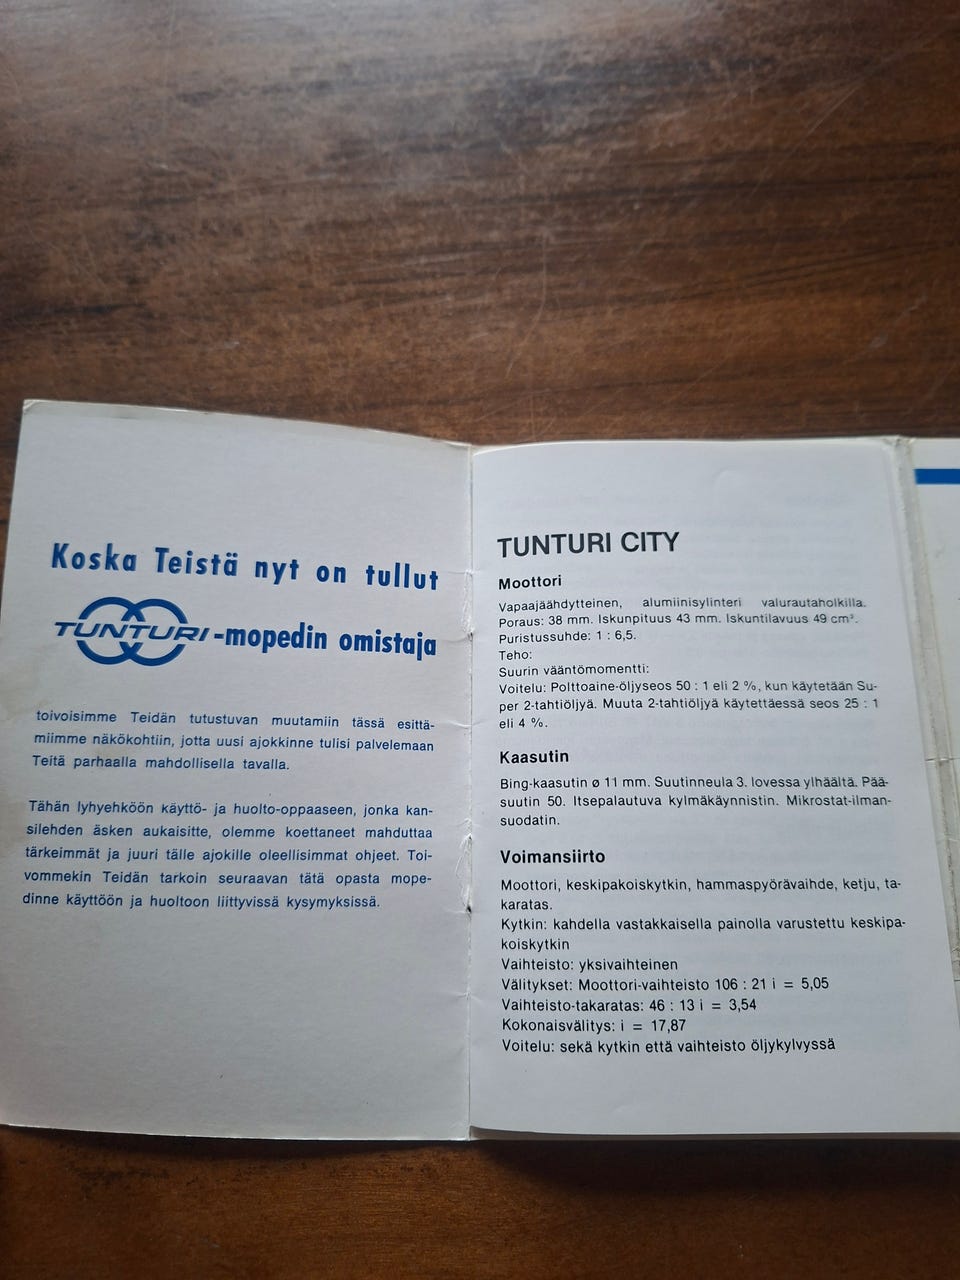 Koska Teistä nyt on tullut
TUNTURI -mopedin omistaja
toivoisimme Teidän tutustuvan muutamiin tässä esittä-
miimme näkökohtiin, jotta uusi ajokkinne tulisi palvelemaan
Teitä parhaalla mahdollisella tavalla.
Tähän lyhyehköön käyttö- ja huolto-oppaaseen, jonka kan-
silehden äsken aukaisitte, olemme koettaneet mahduttaa
tärkeimmät ja juuri tälle ajokille oleellisimmat ohjeet. Toi-
vommekin Teidän tarkoin seuraavan tätä opasta mope-
dinne käyttöön ja huoltoon liittyvissä kysymyksissä.
TUNTURI CITY
Moottori
Vapaajäähdytteinen, alumiinisylinteri valurautaholkilla.
Poraus: 38 mm. Iskunpituus 43 mm. Iskuntilavuus 49 cm³.
Puristussuhde: 1 : 6,5.
Teho:
Suurin vääntömomentti:
Voitelu: Polttoaine-öljyseos 50 : 1 eli 2 %, kun käytetään Su-
per 2-tahtiöljyä. Muuta 2-tahtiöljyä käytettäessä seos 25 : 1
eli 4 %.
Kaasutin
Bing-kaasutin ø 11 mm. Suutinneula 3. lovessa ylhäältä. Pää-
suutin 50. Itsepalautuva kylmäkäynnistin. Mikrostat-ilman-
suodatin.
Voimansiirto
Moottori, keskipakoiskytkin, hammaspyörävaihde, ketju, ta-
karatas.
Kytkin: kahdella vastakkaisella painolla varustettu keskipa-
koiskytkin
Vaihteisto: yksivaihteinen
Välitykset: Moottori-vaihteisto 106 : 21 i = 5,05
Vaihteisto-takaratas: 46 : 13 i = 3,54
Kokonaisvälitys: i = 17,87
Voitelu: sekä kytkin että vaihteisto öljykylvyssä